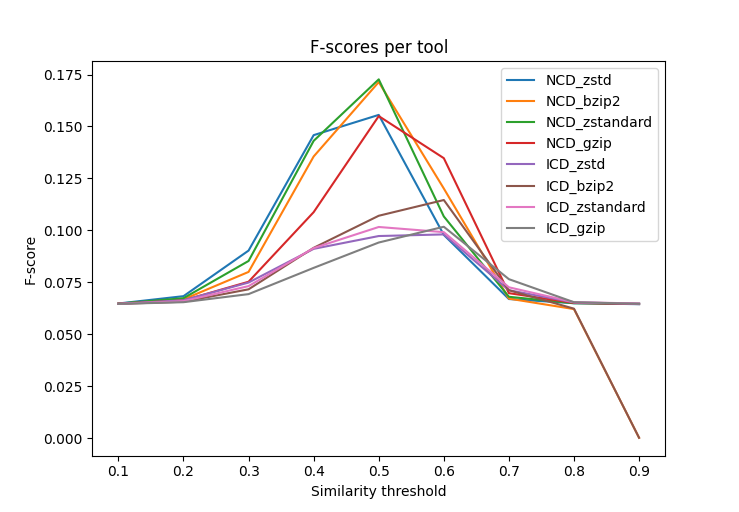 F-scores per tool
F-score
0.175
0.150
0.125
0.100
0.075
0.050
0.025
0.000
NCD_zstd
NCD_bzip2
NCD_zstandard
NCD_gzip
ICD_zstd
ICD_bzip2
ICD_zstandard
ICD_gzip
0.1 0.2 0.3 0.4 0.5 0.6 0.7 0.8 0.9
Similarity threshold